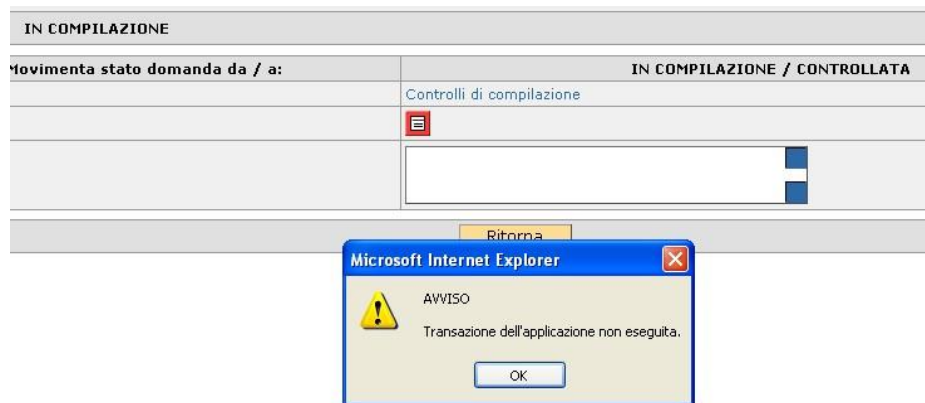 IN COMPILAZIONE
Movimenta stato domanda da / a:
IN COMPILAZIONE / CONTROLLATA
Controlli di compilazione
Ritorna
Microsoft Internet Explorer
AVVISO
Transazione dell'applicazione non eseguita.
OK